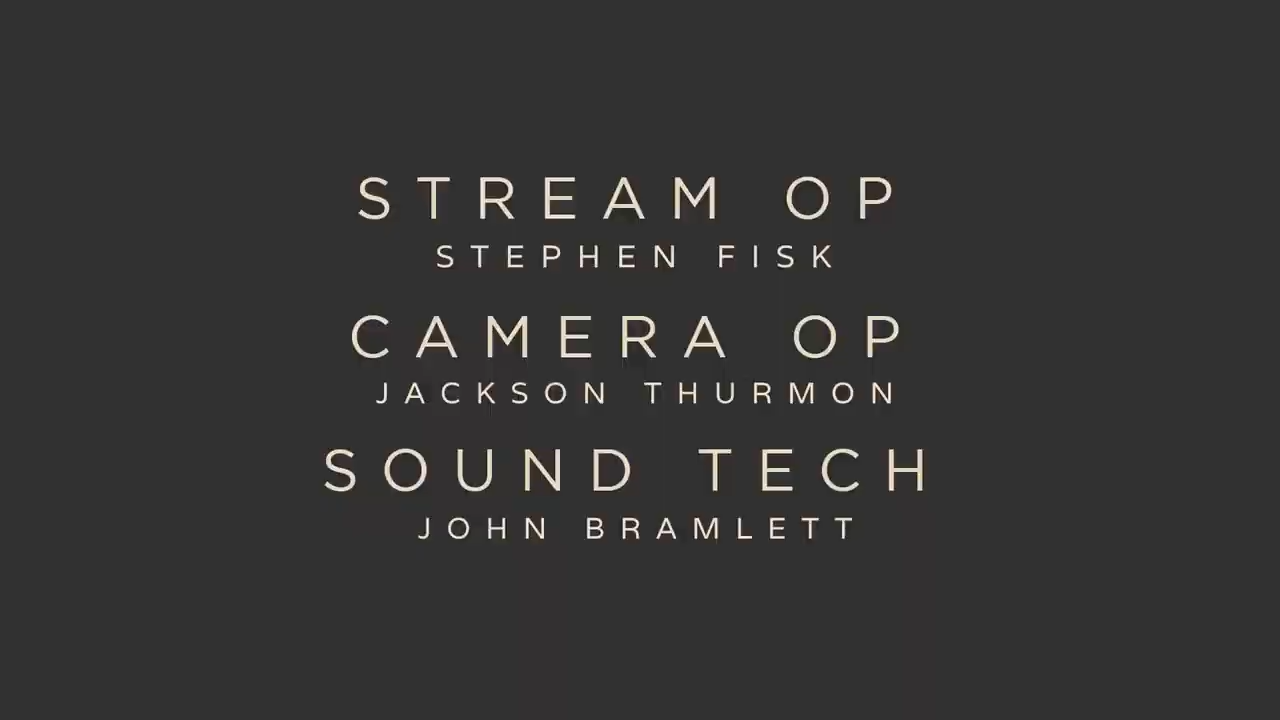 STREAM OP
STEPHEN FISK
CAMERA OP
JACKSON THURMON
SOUND TECH
JOHN BRAMLETT